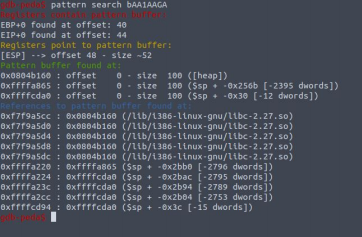 gdb-peda$ pattern search bAA1AAGA
Registers contain pattern buffer:
EBP+0 found at offset: 40
EIP+0 found at offset: 44
Registers point to pattern buffer:
[ESP] --> offset 48 - size ~52
Pattern buffer found at:
0x0804b160 : offset    0 - size  100 ([heap])
0xffffa865 : offset    0 - size  100 ($sp + -0x256b [-2395 dwords])
0xffffcda0 : offset    0 - size  100 ($sp + -0x30 [-12 dwords])
References to pattern buffer found at:
0xf7f9a5cc : 0x0804b160 (/lib/i386-linux-gnu/libc-2.27.so)
0xf7f9a5d0 : 0x0804b160 (/lib/i386-linux-gnu/libc-2.27.so)
0xf7f9a5d4 : 0x0804b160 (/lib/i386-linux-gnu/libc-2.27.so)
0xf7f9a5d8 : 0x0804b160 (/lib/i386-linux-gnu/libc-2.27.so)
0xf7f9a5dc : 0x0804b160 (/lib/i386-linux-gnu/libc-2.27.so)
0xffffa220 : 0xffffa865 ($sp + -0x2bb0 [-2796 dwords])
0xffffa224 : 0xffffcda0 ($sp + -0x2bac [-2795 dwords])
0xffffa23c : 0xffffcda0 ($sp + -0x2b94 [-2789 dwords])
0xffffa2cc : 0xffffcda0 ($sp + -0x2b04 [-2753 dwords])
0xffffcd94 : 0xffffcda0 ($sp + -0x3c [-15 dwords])
gdb-peda$